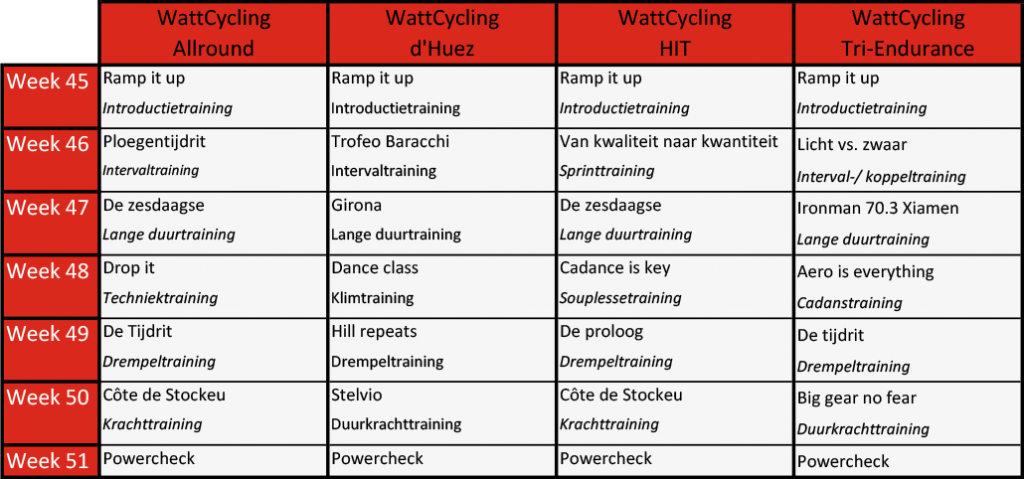 WattCycling
Allround
WattCycling
d'Huez
WattCycling
HIT
WattCycling
Tri-Endurance
Week 45
Ramp it up
Introductietraining
Ramp it up
Introductietraining
Ramp it up
Introductietraining
Ramp it up
Introductietraining
Week 46
Ploegentijdrit
Intervaltraining
Trofeo Baracchi
Intervaltraining
Van kwaliteit naar kwantiteit
Sprinttraining
Licht vs. zwaar
Interval-/ koppeltraining
Week 47
De zesdaagse
Lange duurtraining
Girona
Lange duurtraining
De zesdaagse
Lange duurtraining
Ironman 70.3 Xiamen
Lange duurtraining
Week 48
Drop it
Techniektraining
Dance class
Klimtraining
Cadance is key
Souplessetraining
Aero is everything
Cadanstraining
Week 49
De Tijdrit
Drempeltraining
Hill repeats
Drempeltraining
De proloog
Drempeltraining
De tijdrit
Drempeltraining
Week 50
Côte de Stockeu
Krachttraining
Stelvio
Duurkrachttraining
Côte de Stockeu
Krachttraining
Big gear no fear
Duurkrachttraining
Week 51
Powercheck
Powercheck
Powercheck
Powercheck